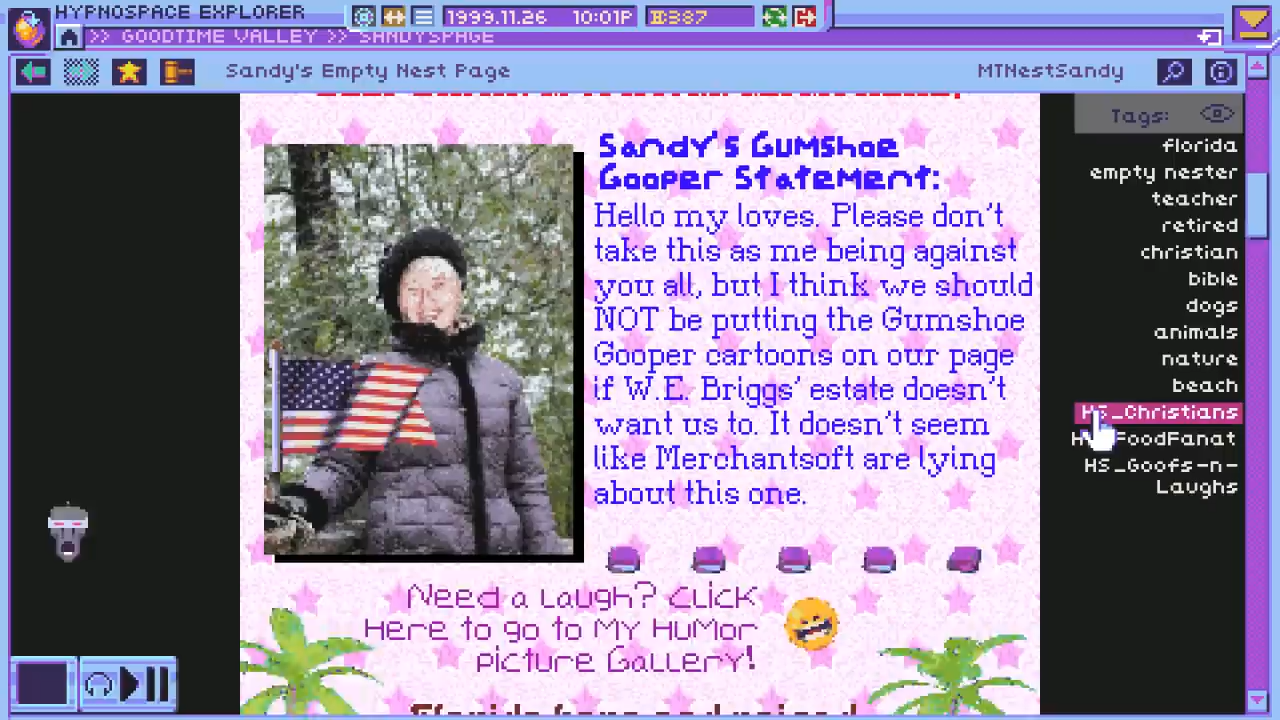 HYPNOSPACE EXPLORER
1999.11.26 10:01P
387
>> GOODTIME VALLEY >> SANDYSPAGE
Sandy's Empty Nest Page
MTNestSandy
Tags:
florida
empty nester
teacher
retired
christian
bible
dogs
animals
nature
beach
HS_Christians
FoodFanat
HS_Goofs-n-
Laughs
Sandy's Gumshoe
Gooper Statement:
Hello my loves. Please don't
take this as me being against
you all, but I think we should
NOT be putting the Gumshoe
Gooper cartoons on our page
if W.E. Briggs' estate doesn't
want us to. It doesn't seem
like Merchantsoft are lying
about this one.
Need a laugh? Click
Here to go to My Humor
picture Gallery!